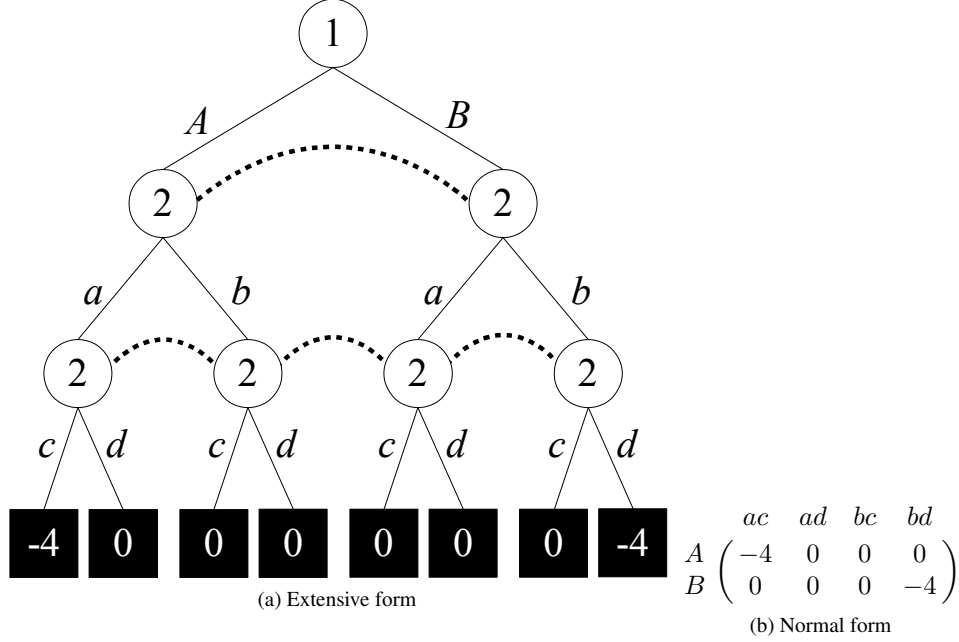 1
A B
2 2
a b a b
2 2 2 2
c d c d c d c d
-4 0 0 0 0 0 0 -4
(a) Extensive form
ac ad bc bd
A −4 0 0 0
B 0 0 0 −4
(b) Normal form